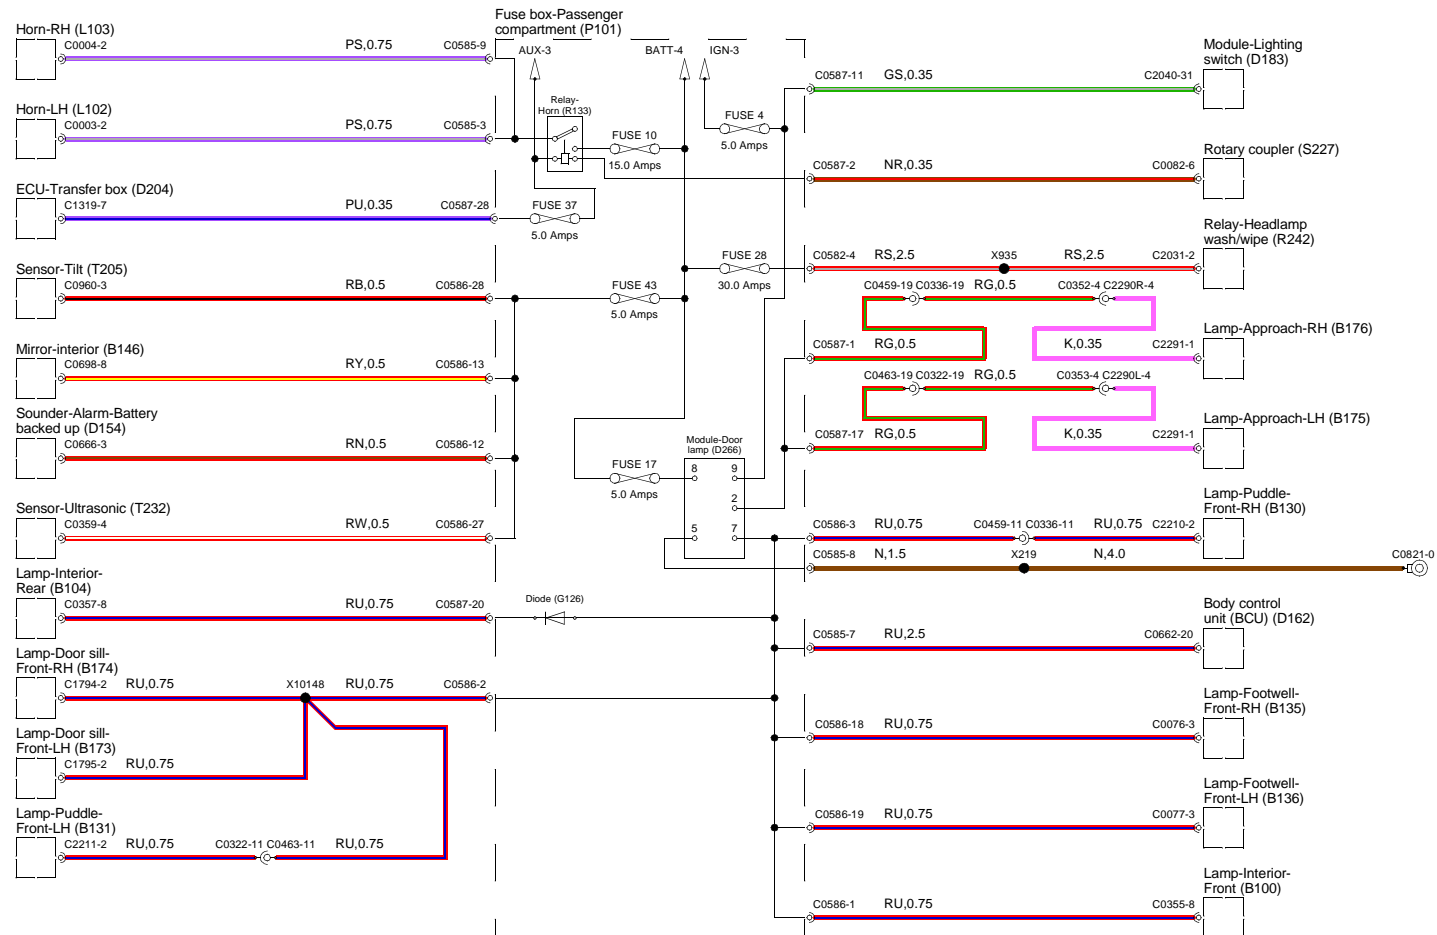 Horn-RH (L103)
C0004-2 PS,0.75 C0585-9
Horn-LH (L102)
C0003-2 PS,0.75 C0585-3
ECU-Transfer box (D204)
C1319-7 PU,0.35 C0587-28
Sensor-Tilt (T205)
C0960-3 RB,0.5 C0586-28
Mirror-interior (B146)
C0698-8 RY,0.5 C0586-13
Sounder-Alarm-Battery
backed up (D154)
C0666-3 RN,0.5 C0586-12
Sensor-Ultrasonic (T232)
C0359-4 RW,0.5 C0586-27
Lamp-Interior-
Rear (B104)
C0357-8 RU,0.75 C0587-20
Lamp-Door sill-
Front-RH (B174)
C1794-2 RU,0.75 X10148 RU,0.75 C0586-2
Lamp-Door sill-
Front-LH (B173)
C1795-2 RU,0.75
Lamp-Puddle-
Front-LH (B131)
C2211-2 RU,0.75 C0322-11 C0463-11 RU,0.75
Fuse box-Passenger
compartment (P101)
AUX-3 BATT-4 IGN-3
Relay-
Horn (R133)
FUSE 10
15.0 Amps
FUSE 4
5.0 Amps
FUSE 37
5.0 Amps
FUSE 28
30.0 Amps
FUSE 43
5.0 Amps
Module-Door
lamp (D266)
FUSE 17
5.0 Amps
8 9
2
5 7
Diode (G126)
Module-Lighting
switch (D183)
C0587-11 GS,0.35 C2040-31
Rotary coupler (S227)
C0587-2 NR,0.35 C0082-6
Relay-Headlamp
wash/wipe (R242)
C0582-4 RS,2.5 X935 RS,2.5 C2031-2
C0459-19 C0336-19 RG,0.5 C0352-4 C2290R-4
Lamp-Approach-RH (B176)
C0587-1 RG,0.5 K,0.35 C2291-1
C0463-19 C0322-19 RG,0.5 C0353-4 C2290L-4
Lamp-Approach-LH (B175)
C0587-17 RG,0.5 K,0.35 C2291-1
Lamp-Puddle-
Front-RH (B130)
C0586-3 RU,0.75 C0459-11 C0336-11 RU,0.75 C2210-2
C0585-8 N,1.5 X219 N,4.0 C0821-0
Body control
unit (BCU) (D162)
C0585-7 RU,2.5 C0662-20
Lamp-Footwell-
Front-RH (B135)
C0586-18 RU,0.75 C0076-3
Lamp-Footwell-
Front-LH (B136)
C0586-19 RU,0.75 C0077-3
Lamp-Interior-
Front (B100)
C0586-1 RU,0.75 C0355-8